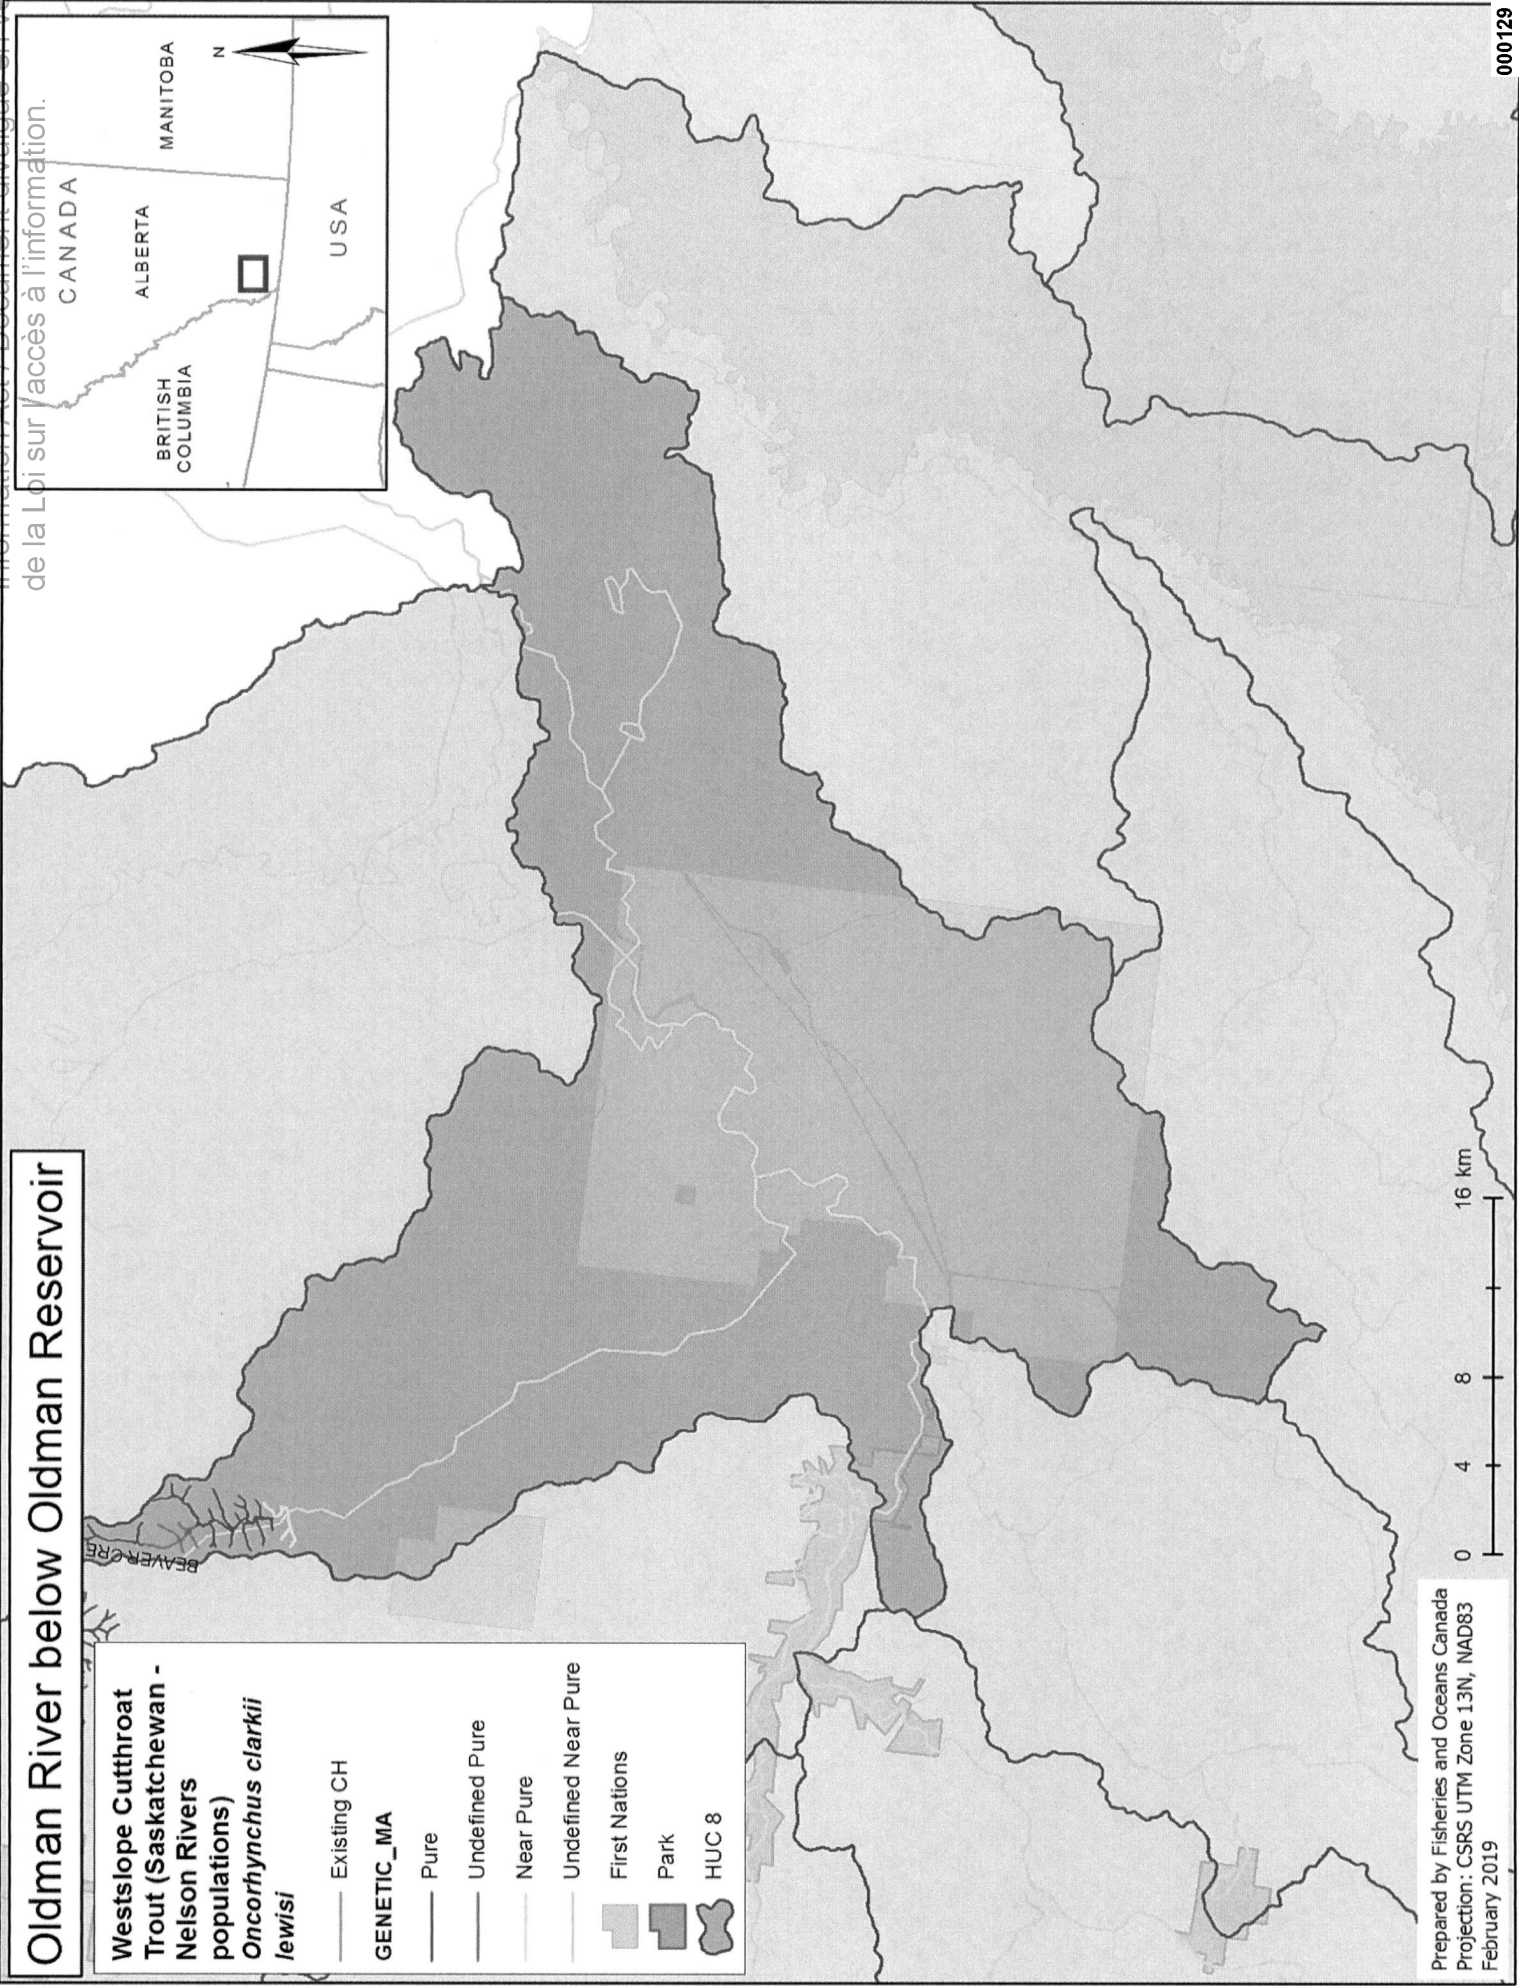 de la Loi sur l'accès à l'information.
Oldman River below Oldman Reservoir
CANADA
ALBERTA
MANITOBA
BRITISH
COLUMBIA
USA
N
BEAVER CRE
Westslope Cutthroat
Trout (Saskatchewan -
Nelson Rivers
populations)
Oncorhynchus clarkii
lewisi
Existing CH
GENETIC_MA
Pure
Undefined Pure
Near Pure
Undefined Near Pure
First Nations
Park
HUC 8
0 4 8 16 km
Prepared by Fisheries and Oceans Canada
Projection: CSRS UTM Zone 13N, NAD83
February 2019
000129